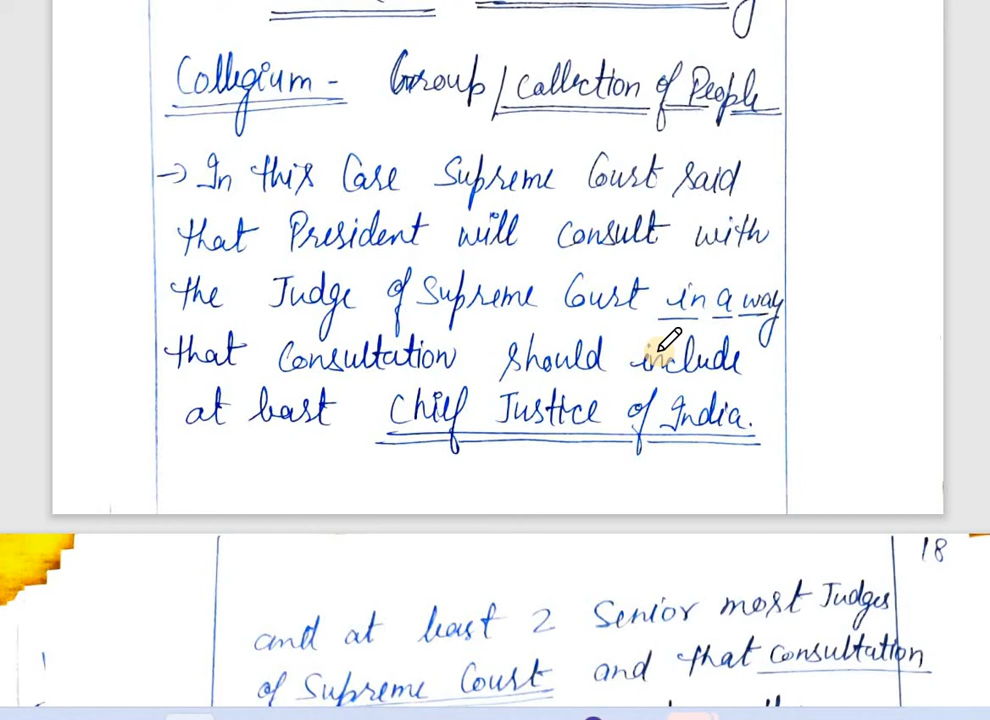 Collegium - Group / Collection of People
→ In this Case Supreme Court said
that President will consult with
the Judge of Supreme Court in a way
that Consultation should include
at least Chief Justice of India.
18
and at least 2 Senior most Judges
of Supreme Court and that consultation